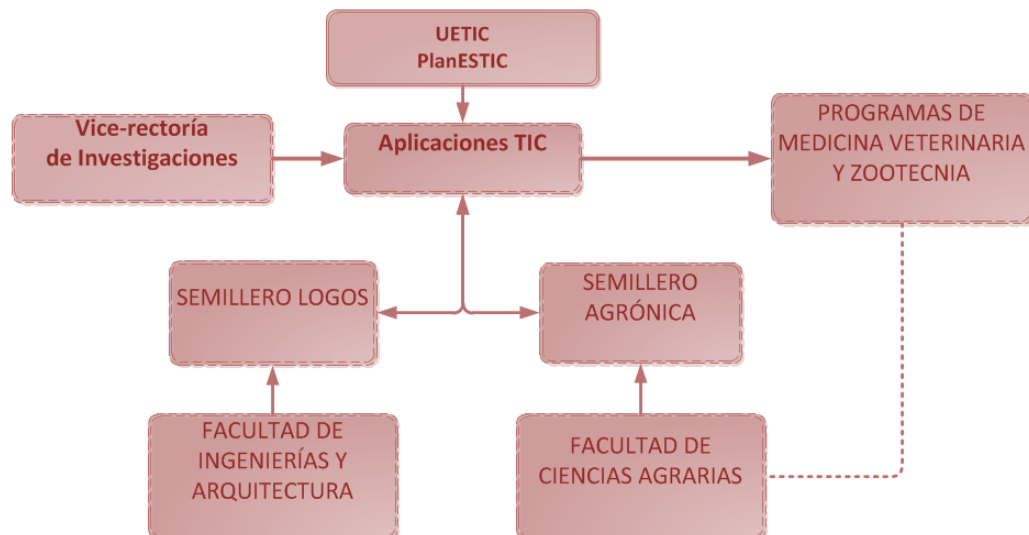 UETIC
PlanESTIC
Vice-rectoría
de Investigaciones
Aplicaciones TIC
PROGRAMAS DE
MEDICINA VETERINARIA
Y ZOOTECNIA
SEMILLERO LOGOS
SEMILLERO
AGRÓNICA
FACULTAD DE
INGENIERÍAS Y
ARQUITECTURA
FACULTAD DE
CIENCIAS AGRARIAS